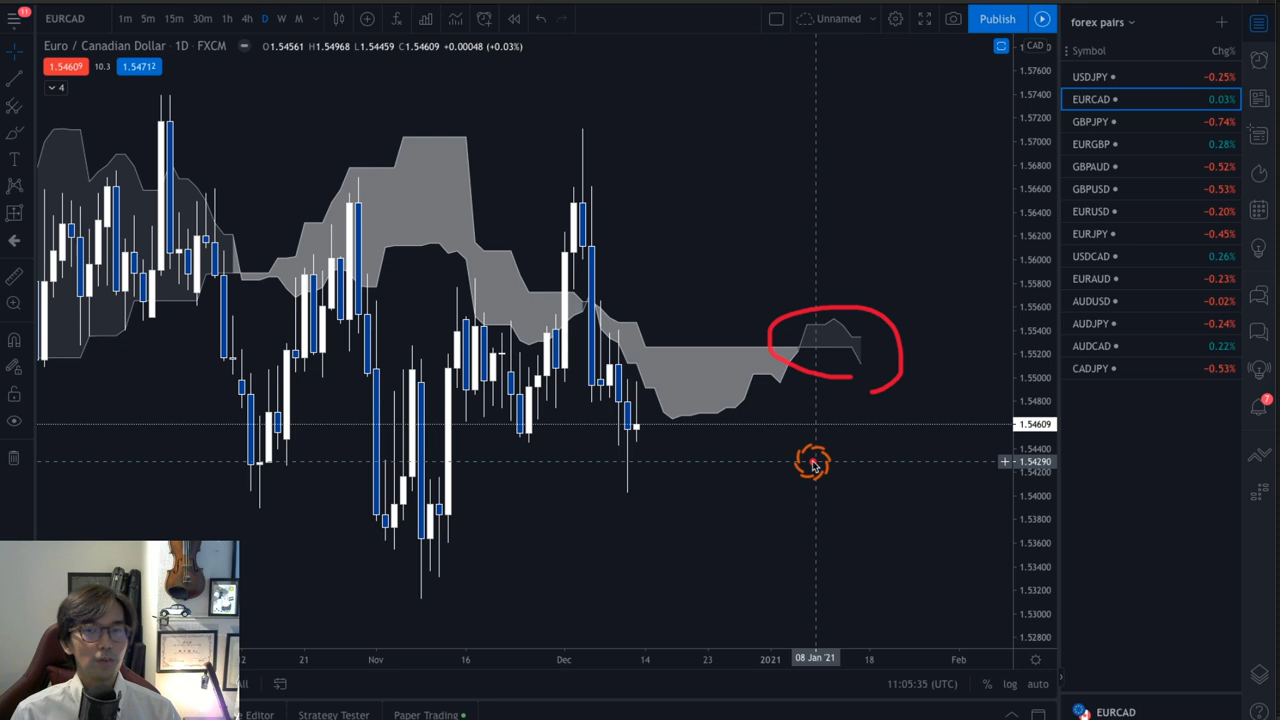 11
EURCAD
1m 5m 15m 30m 1h 4h D W M
Unnamed
Publish
forex pairs
Euro / Canadian Dollar · 1D · FXCM
O1.54561 H1.54968 L1.54459 C1.54609 +0.00048 (+0.03%)
CAD
1.54609 10.3 1.54712
4
Symbol Chg%
USDJPY −0.25%
EURCAD 0.03%
GBPJPY −0.74%
EURGBP 0.28%
GBPAUD −0.52%
GBPUSD −0.53%
EURUSD −0.20%
EURJPY −0.45%
USDCAD 0.26%
EURAUD −0.23%
AUDUSD −0.02%
AUDJPY −0.24%
AUDCAD 0.22%
CADJPY −0.53%
7
1.57600
1.57400
1.57200
1.57000
1.56800
1.56600
1.56400
1.56200
1.56000
1.55800
1.55600
1.55400
1.55200
1.55000
1.54800
1.54609
1.54400
1.54290
1.54200
1.54000
1.53800
1.53600
1.53400
1.53200
1.53000
1.52800
12 21 Nov 16 Dec 14 23 2021 08 Jan '21 18 Feb
All
11:05:35 (UTC) % log auto
e Editor Strategy Tester Paper Trading
EURCAD